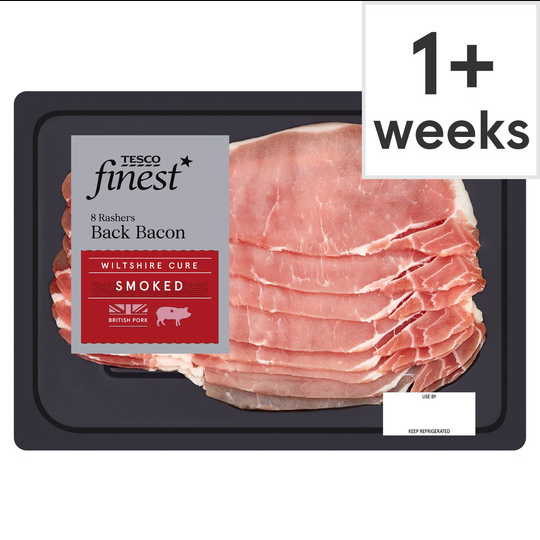 1+
weeks
TESCO
finest*
8 Rashers
Back Bacon
WILTSHIRE CURE
SMOKED
BRITISH PORK
USE BY
KEEP REFRIGERATED